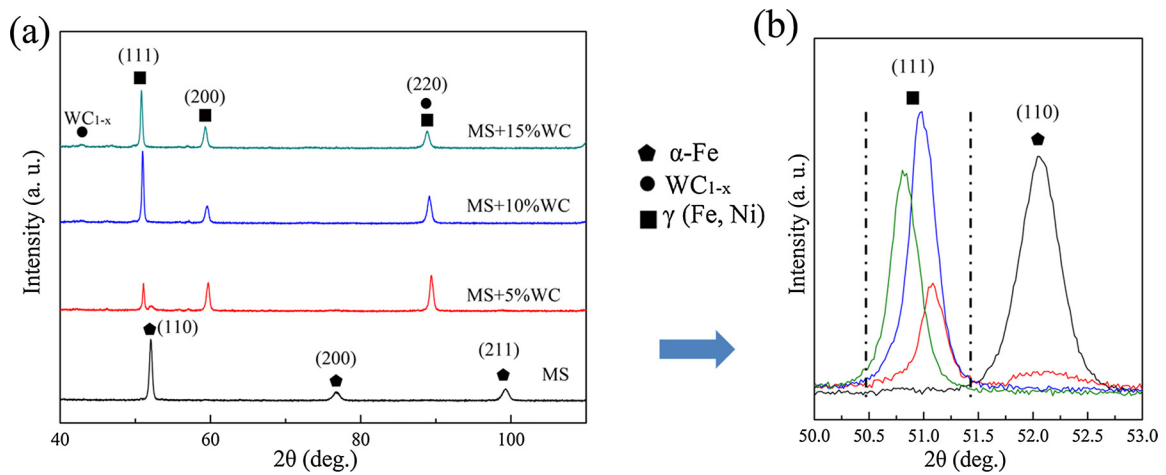 (a)
(111)
(200)
(220)
WC1-x
MS+15%WC
MS+10%WC
MS+5%WC
(110)
(200)
(211)
MS
Intensity (a. u.)
40 60 80 100
2θ (deg.)
α-Fe
WC1-x
γ (Fe, Ni)
(b)
(111)
(110)
Intensity (a. u.)
50.0 50.5 51.0 51.5 52.0 52.5 53.0
2θ (deg.)